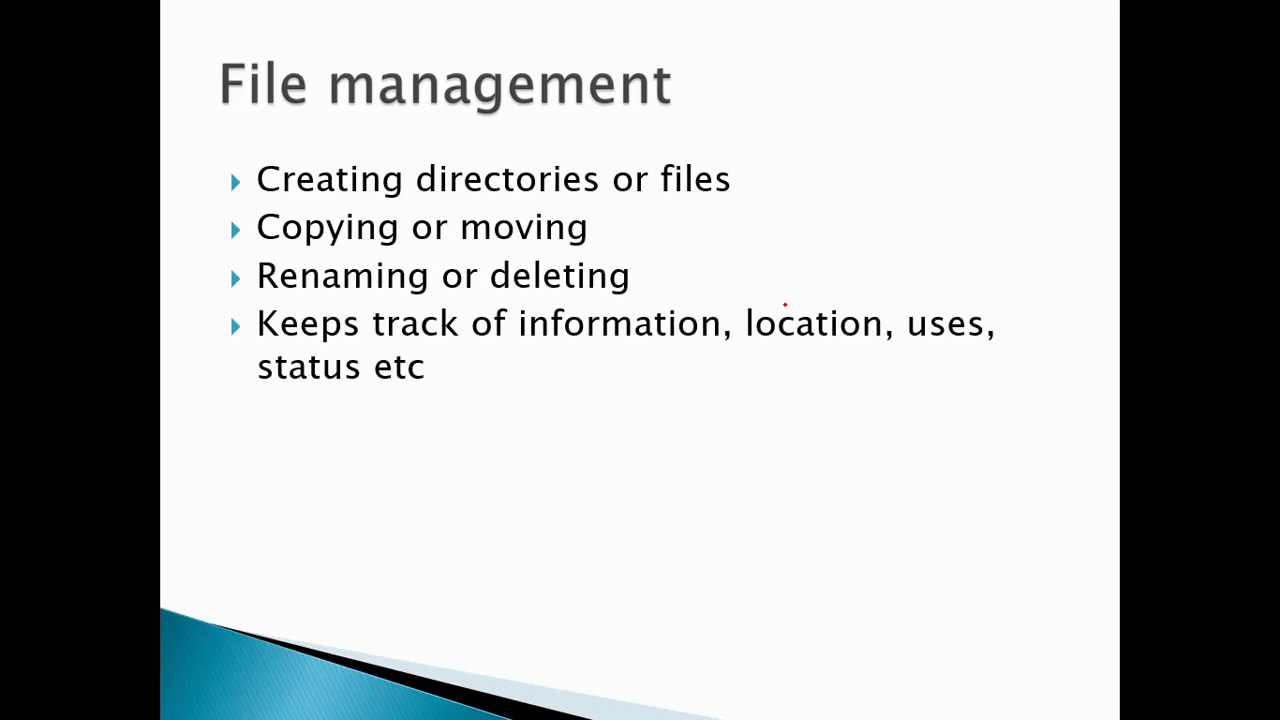 File management
Creating directories or files
Copying or moving
Renaming or deleting
Keeps track of information, location, uses,
status etc